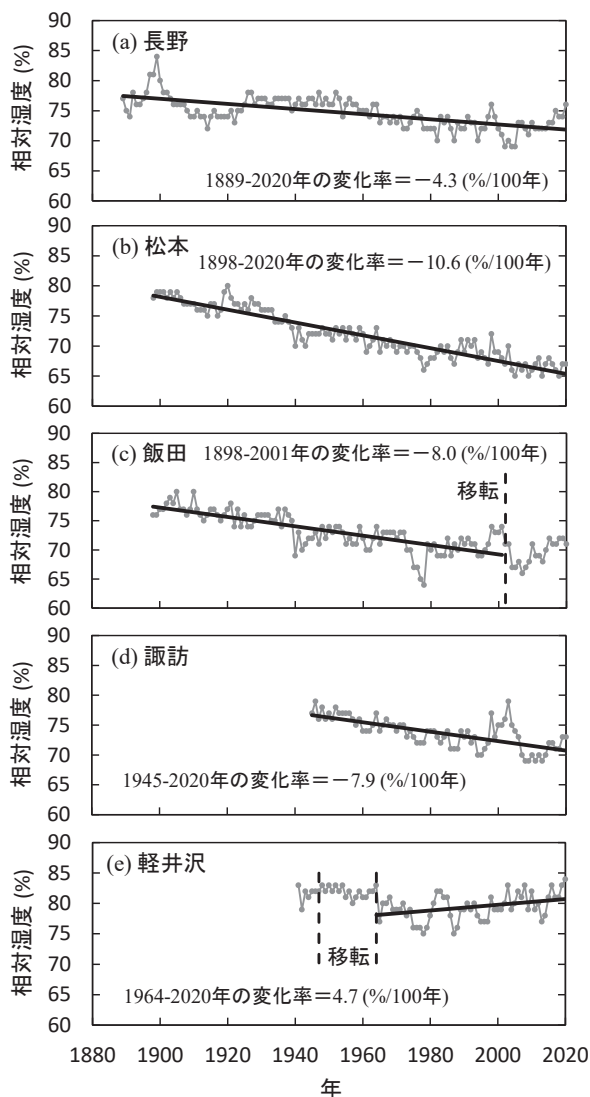 (a) 長野
1889-2020年の変化率＝−4.3 (%/100年)
相対湿度 (%)
90
85
80
75
70
65
60
(b) 松本
1898-2020年の変化率＝−10.6 (%/100年)
相対湿度 (%)
90
85
80
75
70
65
60
(c) 飯田 1898-2001年の変化率＝−8.0 (%/100年)
移転
相対湿度 (%)
90
85
80
75
70
65
60
(d) 諏訪
1945-2020年の変化率＝−7.9 (%/100年)
相対湿度 (%)
90
85
80
75
70
65
60
(e) 軽井沢
移転
1964-2020年の変化率＝4.7 (%/100年)
相対湿度 (%)
90
85
80
75
70
65
60
1880 1900 1920 1940 1960 1980 2000 2020
年